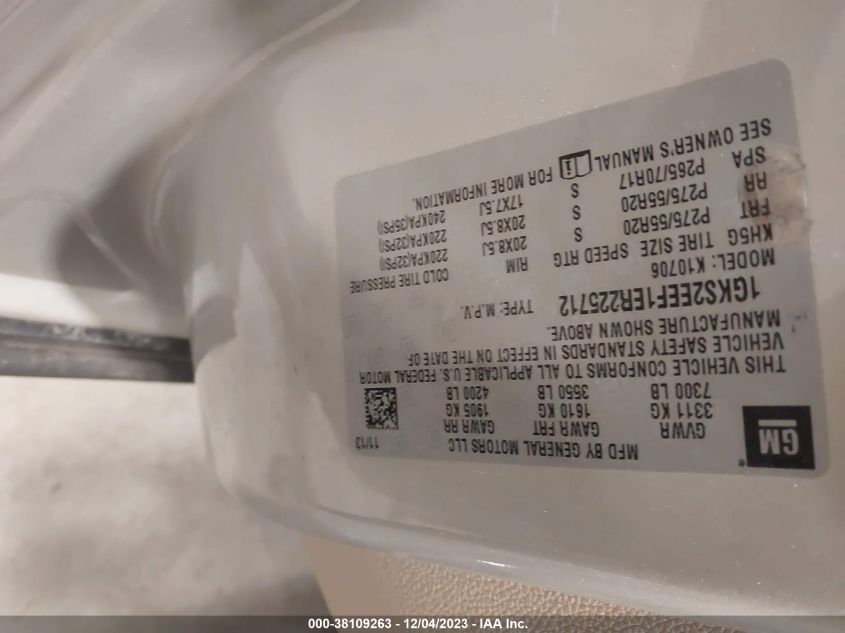 GM
MFD BY GENERAL MOTORS LLC 11/13
GVWR GAWR FRT GAWR RR
3311 KG 1610 KG 1905 KG
7300 LB 3550 LB 4200 LB
THIS VEHICLE CONFORMS TO ALL APPLICABLE U.S. FEDERAL MOTOR
VEHICLE SAFETY STANDARDS IN EFFECT ON THE DATE OF
MANUFACTURE SHOWN ABOVE.
1GKS2EEF1ER225712 TYPE: M.P.V.
MODEL: K10706
KH5G TIRE SIZE SPEED RTG RIM COLD TIRE PRESSURE
FRT P275/55R20 S 20X8.5J 220KPA(32PSI)
RR P275/55R20 S 20X8.5J 220KPA(32PSI)
SPA P265/70R17 S 17X7.5J 240KPA(35PSI)
SEE OWNER'S MANUAL FOR MORE INFORMATION.
000-38109263 - 12/04/2023 - IAA Inc.